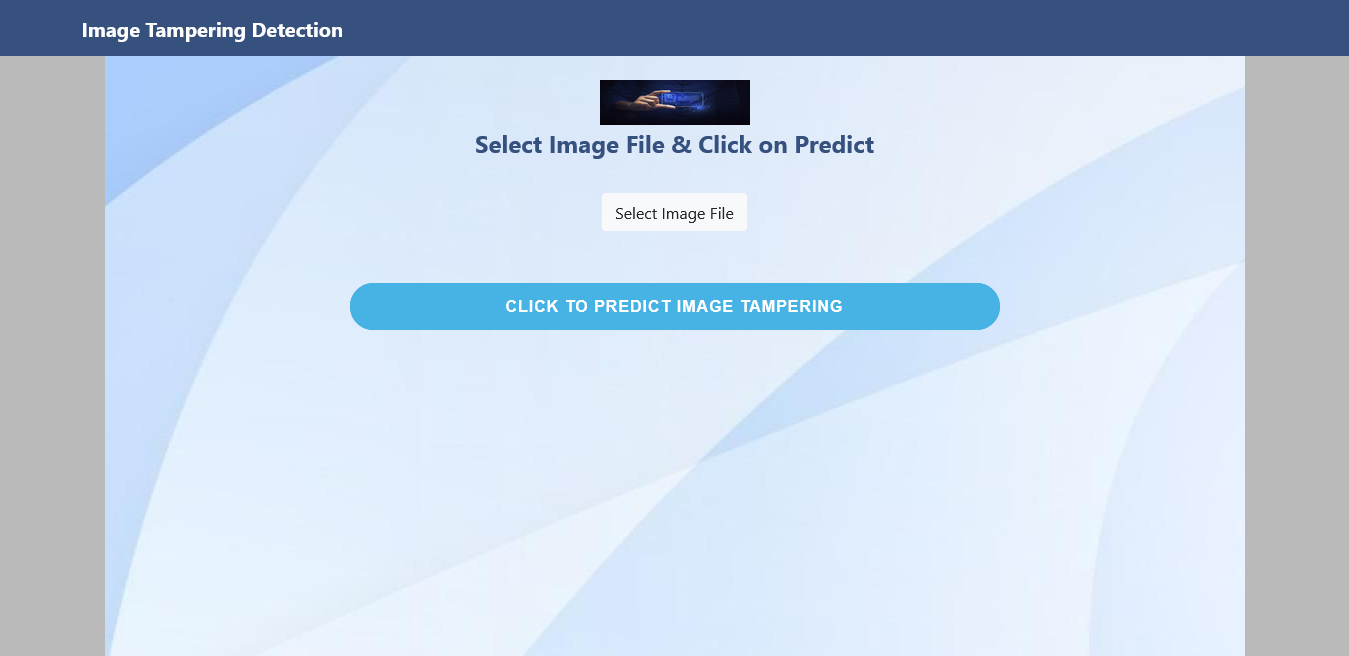 Image Tampering Detection
Select Image File & Click on Predict
Select Image File
CLICK TO PREDICT IMAGE TAMPERING